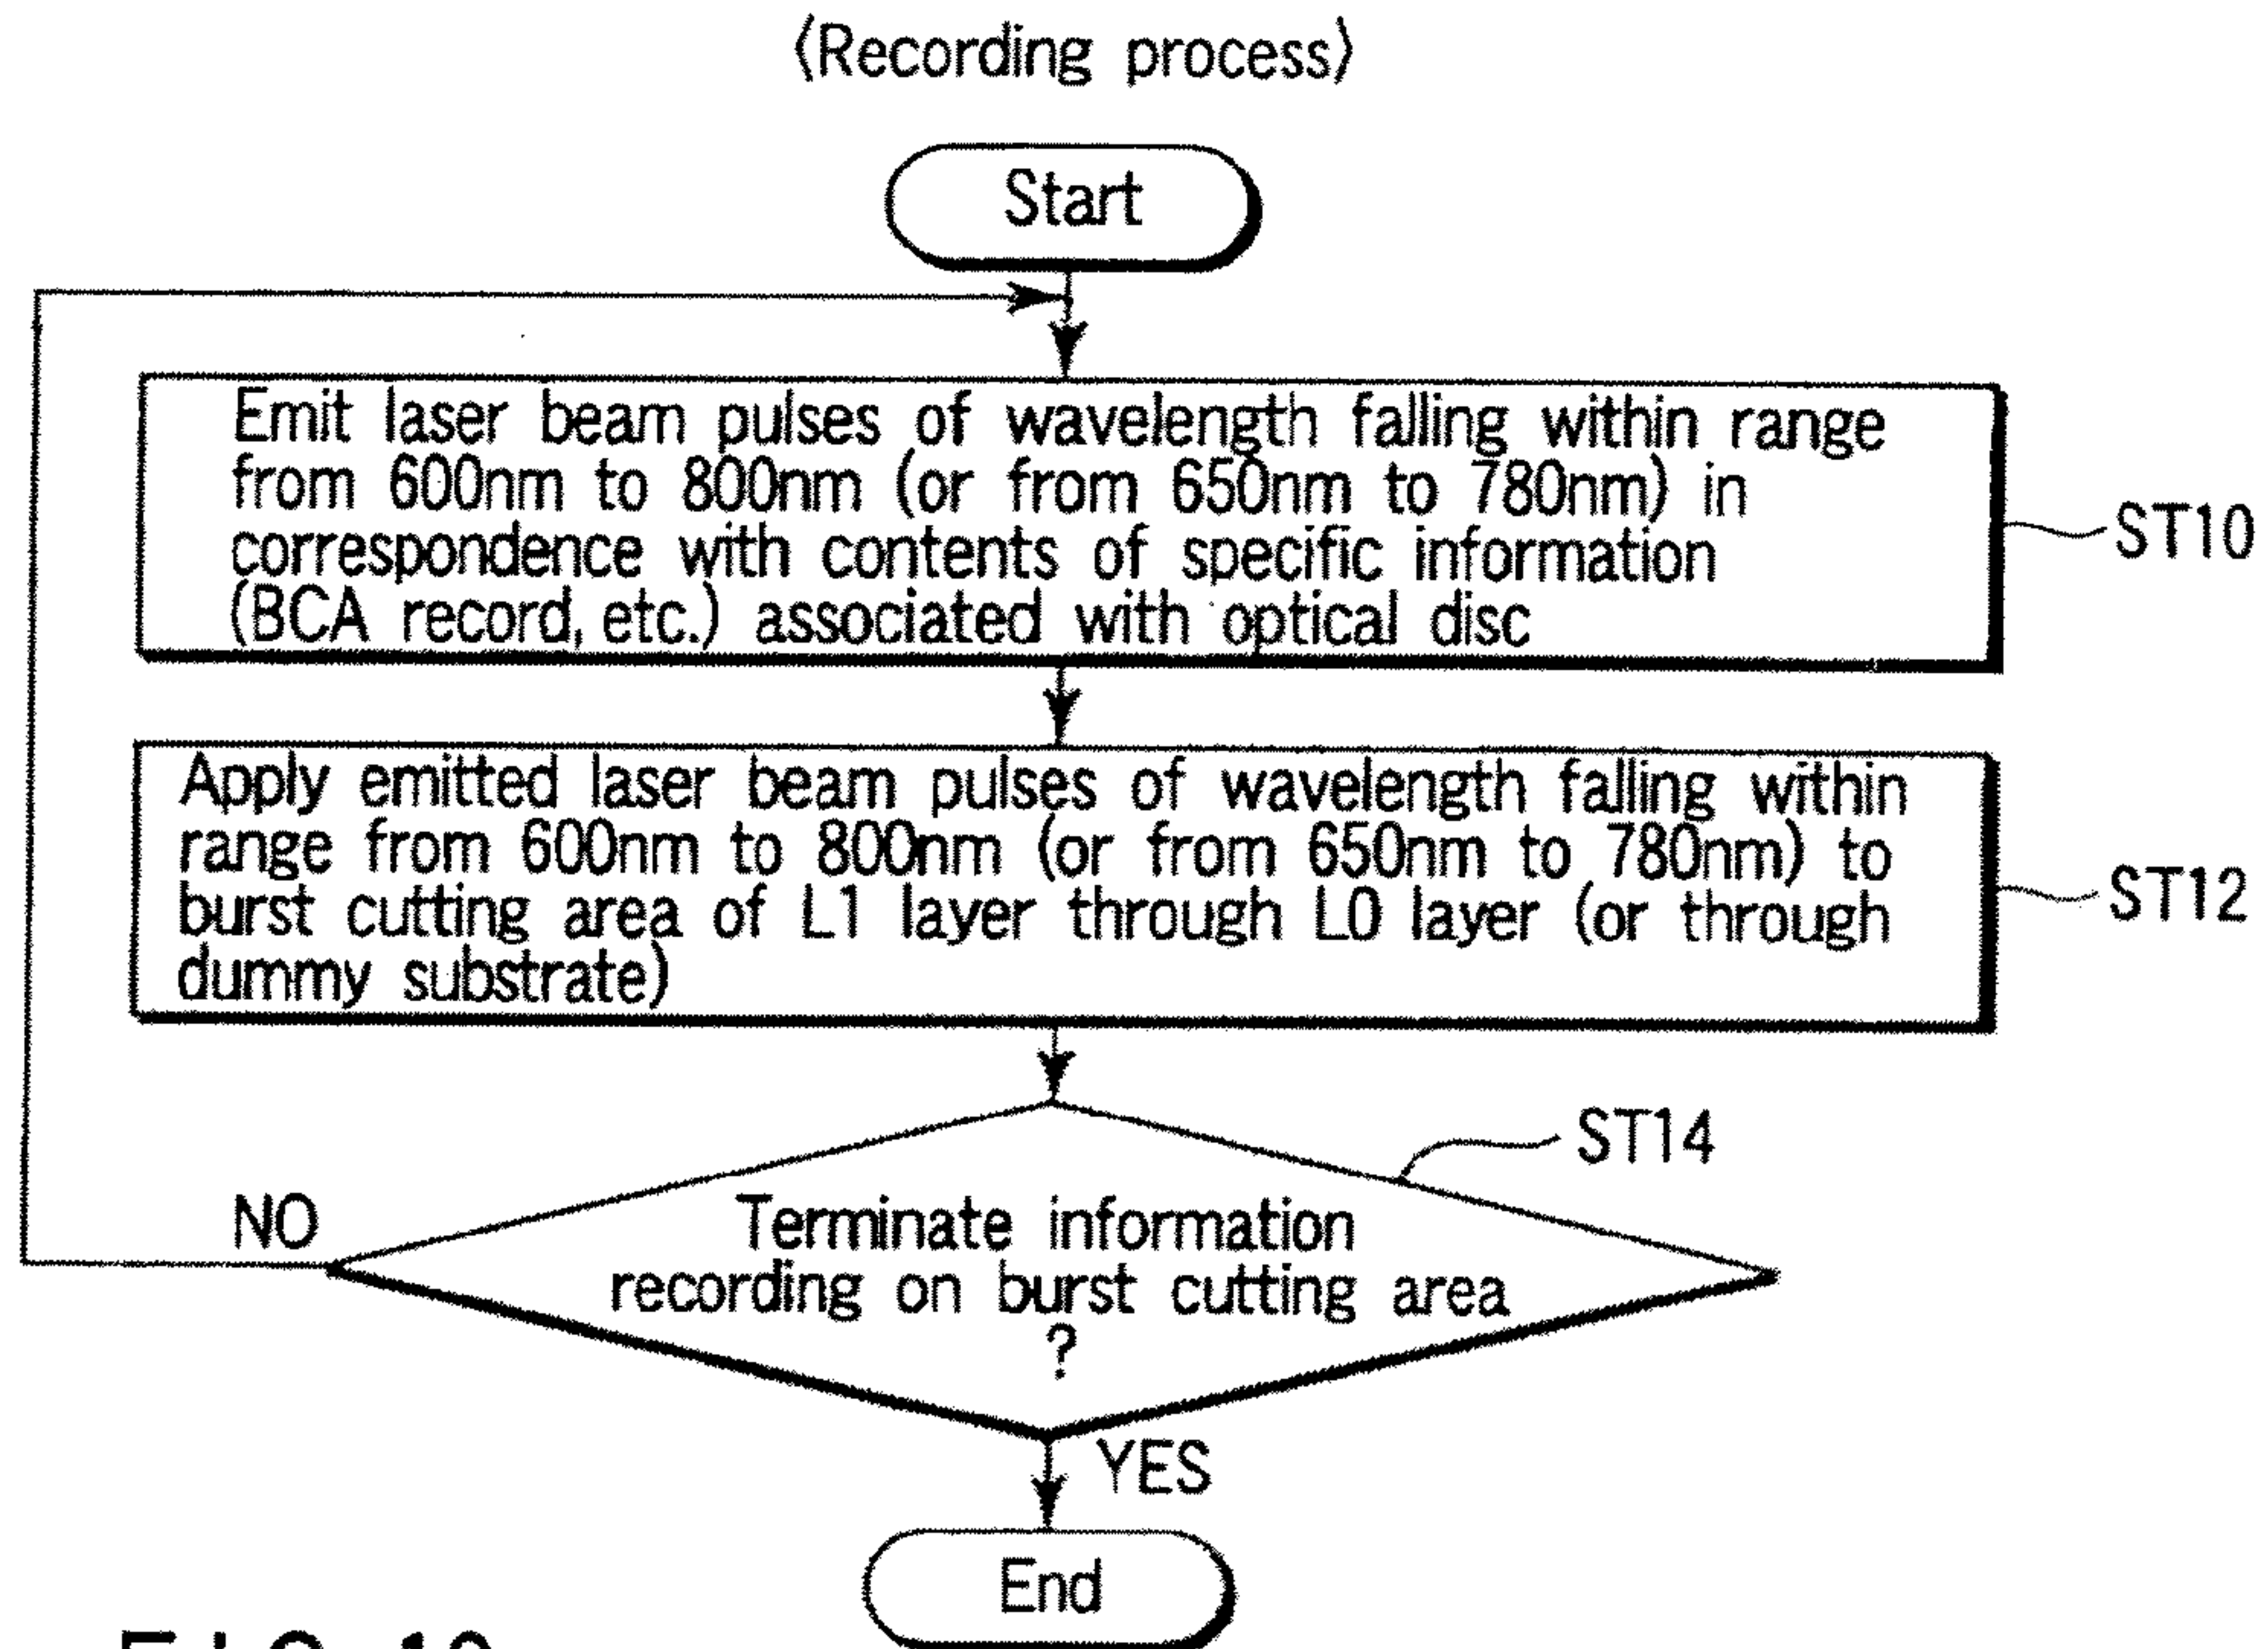 ⟨Recording process⟩
Start
Emit laser beam pulses of wavelength falling within range
from 600nm to 800nm (or from 650nm to 780nm) in
correspondence with contents of specific information
(BCA record, etc.) associated with optical disc
ST10
Apply emitted laser beam pulses of wavelength falling within
range from 600nm to 800nm (or from 650nm to 780nm) to
burst cutting area of L1 layer through L0 layer (or through
dummy substrate)
ST12
ST14
NO
Terminate information
recording on burst cutting area
?
YES
End